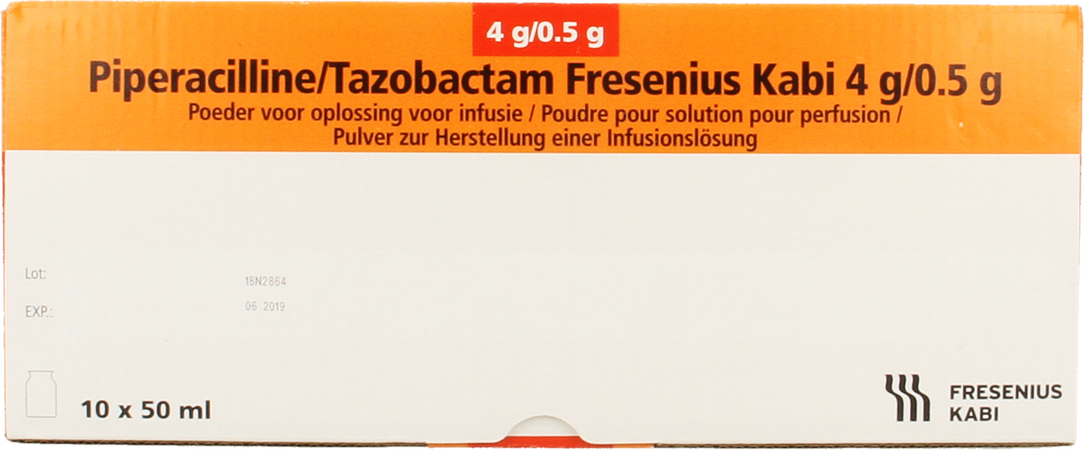 4 g/0.5 g
Piperacilline/Tazobactam Fresenius Kabi 4 g/0.5 g
Poeder voor oplossing voor infusie / Poudre pour solution pour perfusion /
Pulver zur Herstellung einer Infusionslösung
Lot: 18N2864
EXP.: 06 2019
10 x 50 ml
FRESENIUS
KABI